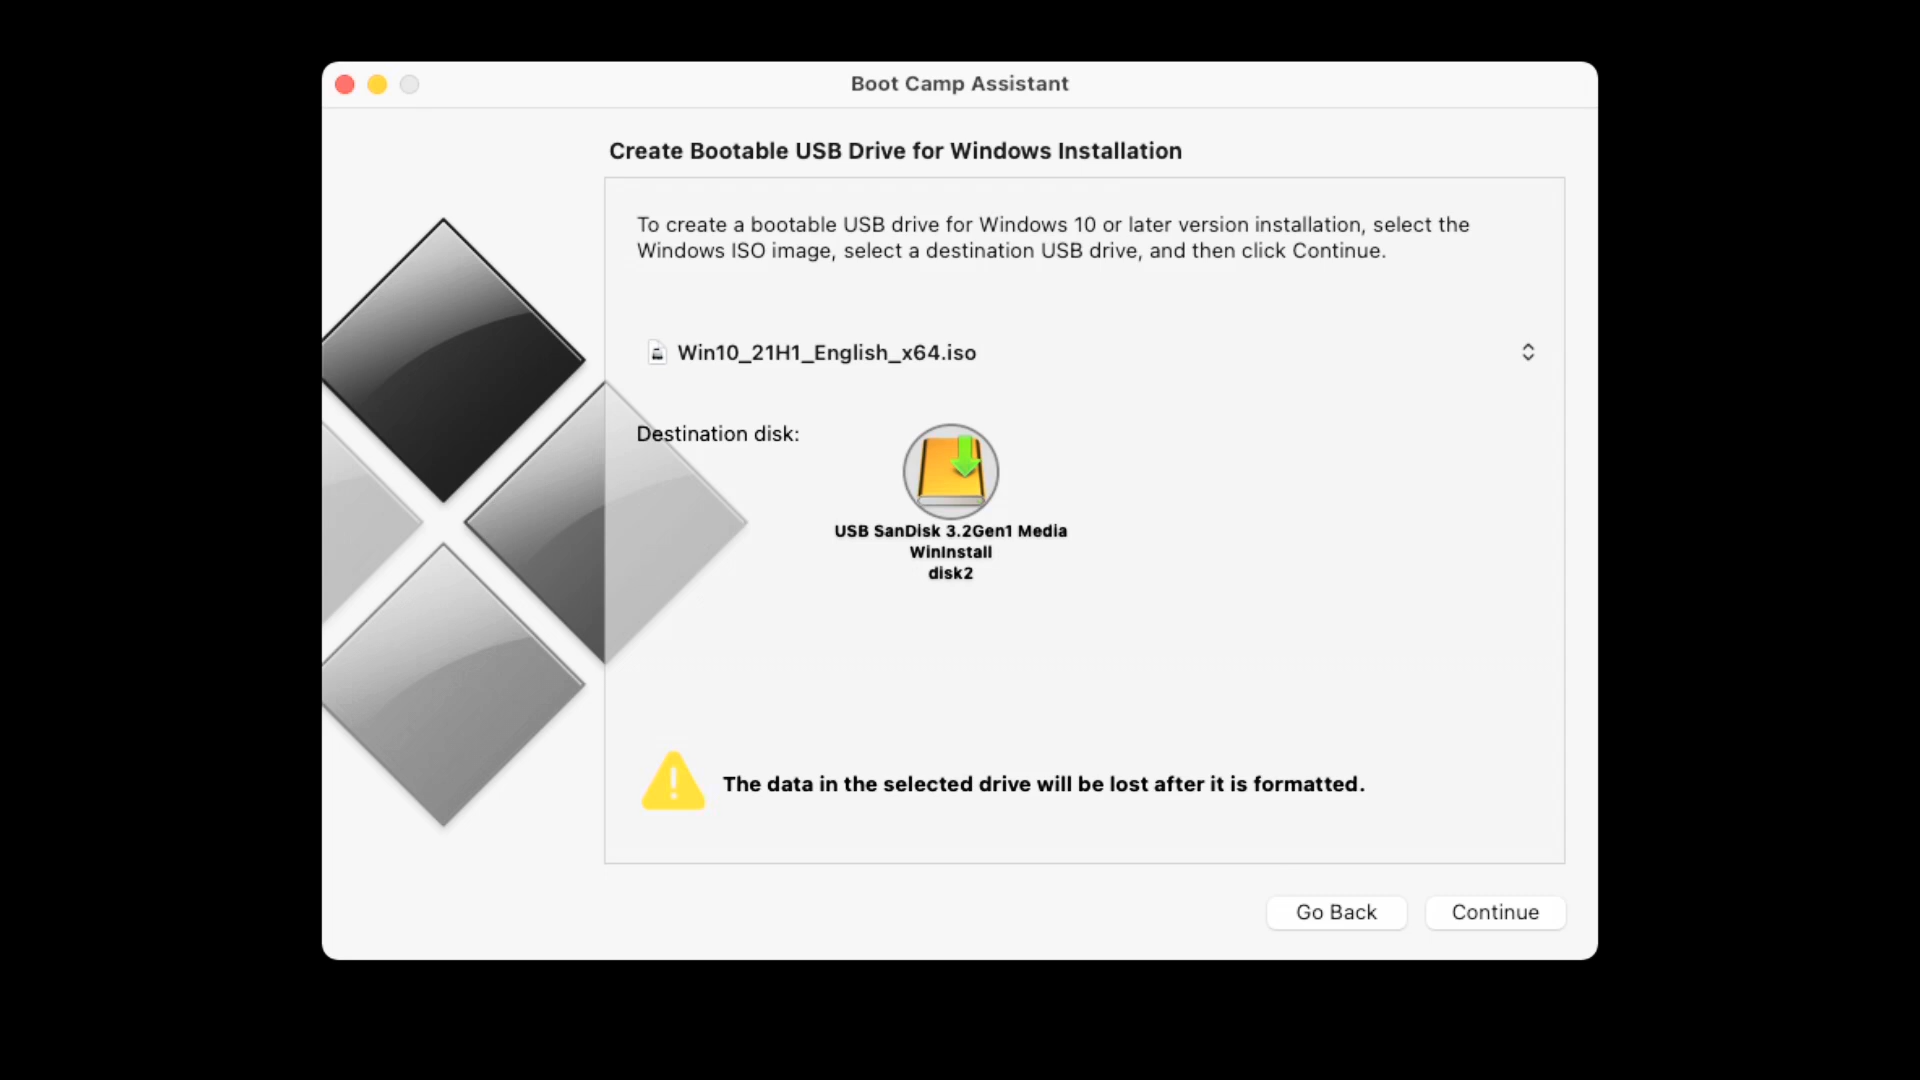 Boot Camp Assistant
Create Bootable USB Drive for Windows Installation
To create a bootable USB drive for Windows 10 or later version installation, select the
Windows ISO image, select a destination USB drive, and then click Continue.
Win10_21H1_English_x64.iso
Destination disk:
USB SanDisk 3.2Gen1 Media
WinInstall
disk2
The data in the selected drive will be lost after it is formatted.
Go Back
Continue